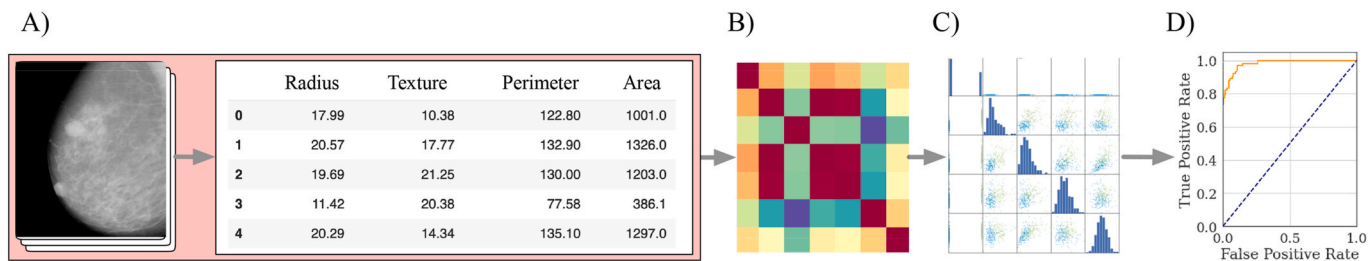 A)
B)
C)
D)
Radius Texture Perimeter Area
0 17.99 10.38 122.80 1001.0
1 20.57 17.77 132.90 1326.0
2 19.69 21.25 130.00 1203.0
3 11.42 20.38 77.58 386.1
4 20.29 14.34 135.10 1297.0
True Positive Rate
1.0
0.8
0.6
0.4
0.2
0.0
0.0 0.5 1.0
False Positive Rate